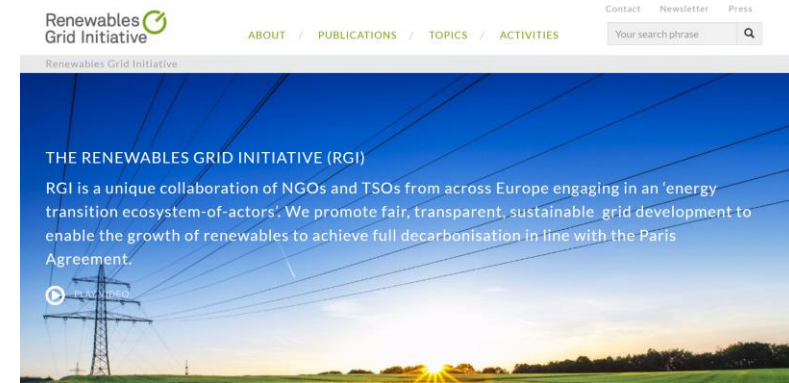 Contact Newsletter Press
Renewables
Grid Initiative
ABOUT / PUBLICATIONS / TOPICS / ACTIVITIES
Your search phrase
Renewables Grid Initiative
THE RENEWABLES GRID INITIATIVE (RGI)
RGI is a unique collaboration of NGOs and TSOs from across Europe engaging in an ‘energy
transition ecosystem-of-actors’. We promote fair, transparent, sustainable grid development to
enable the growth of renewables to achieve full decarbonisation in line with the Paris
Agreement.
PLAY VIDEO